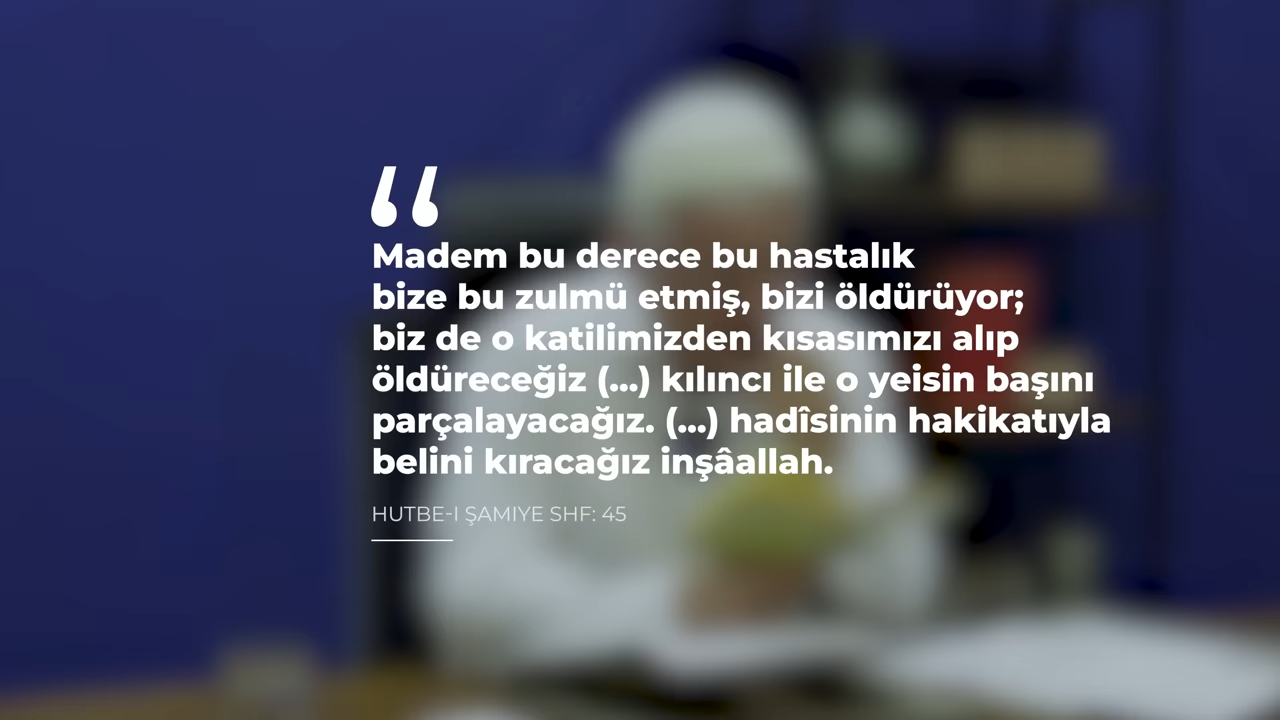 “
Madem bu derece bu hastalık
bize bu zulmü etmiş, bizi öldürüyor;
biz de o katilimizden kısasımızı alıp
öldüreceğiz (...) kılıncı ile o yeisin başını
parçalayacağız. (...) hadîsinin hakikatıyla
belini kıracağız inşâallah.
HUTBE-I ŞAMIYE SHF: 45